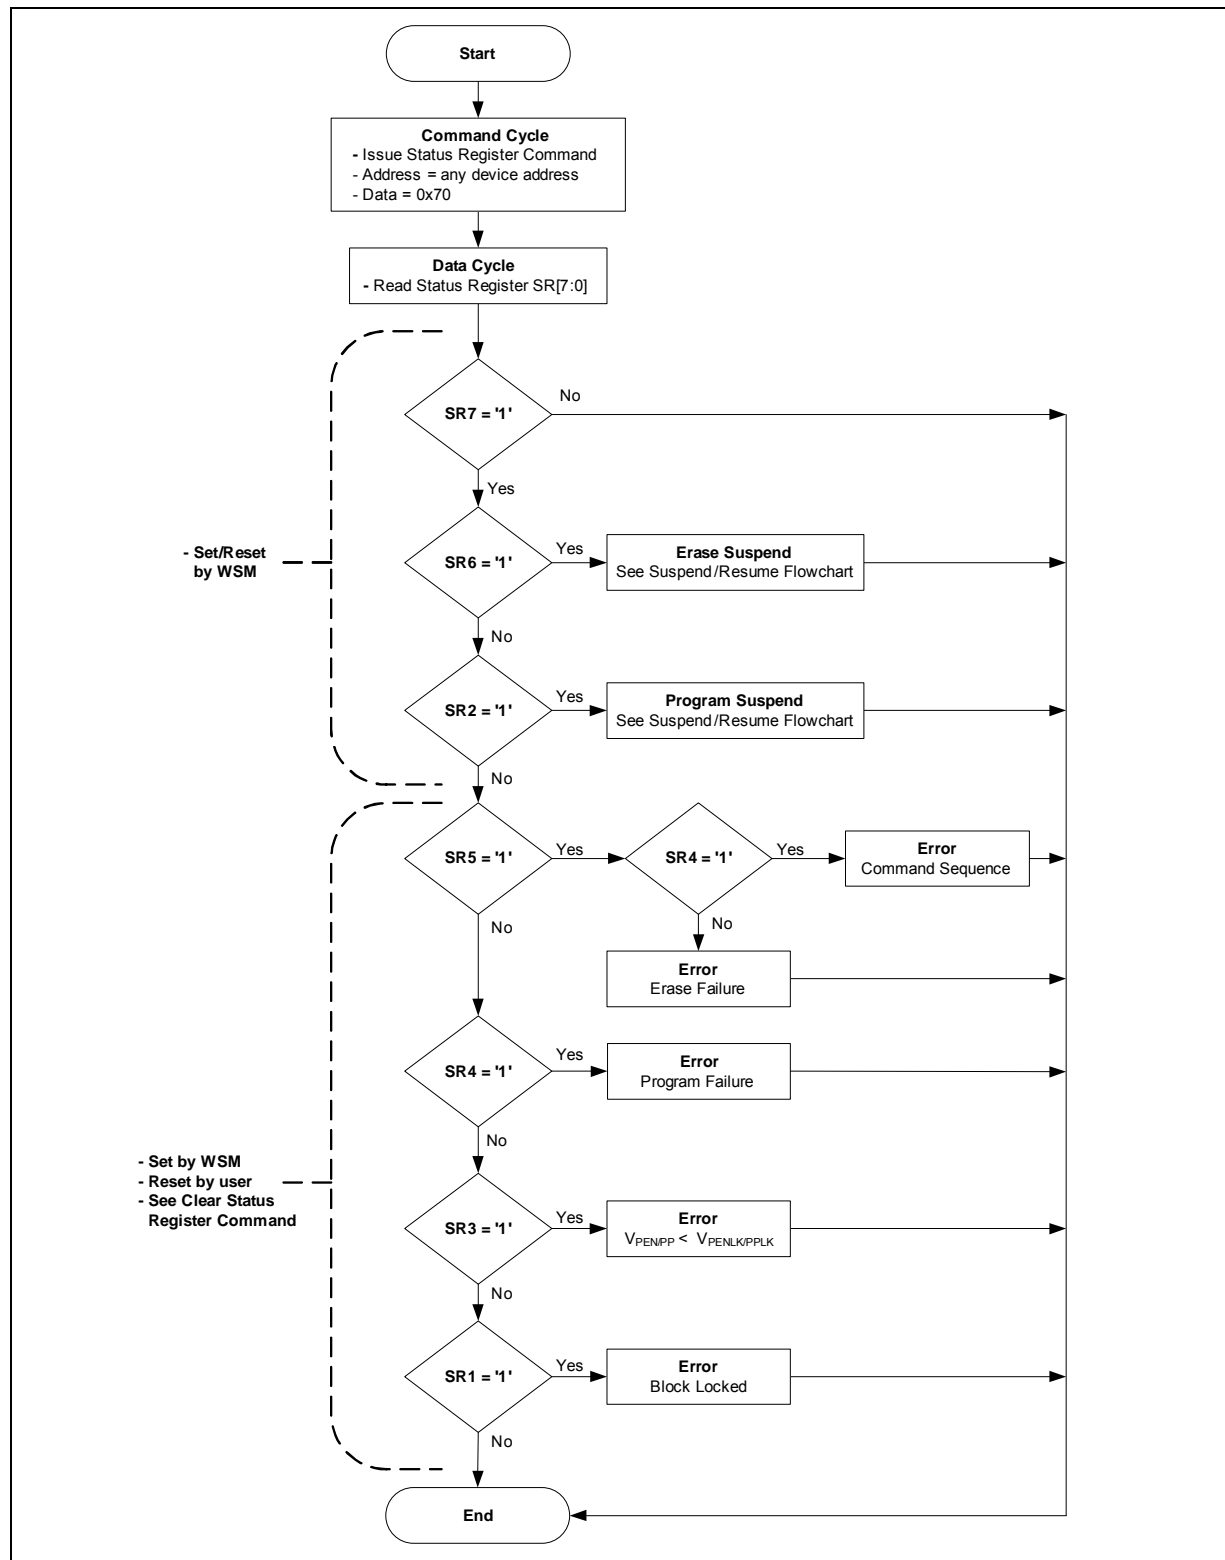 Start
Command Cycle
- Issue Status Register Command
- Address = any device address
- Data = 0x70
Data Cycle
- Read Status Register SR[7:0]
SR7 = '1'
No
Yes
- Set/Reset
by WSM
SR6 = '1'
Yes
Erase Suspend
See Suspend/Resume Flowchart
No
SR2 = '1'
Yes
Program Suspend
See Suspend/Resume Flowchart
No
SR5 = '1'
Yes
SR4 = '1'
Yes
Error
Command Sequence
No
No
Error
Erase Failure
SR4 = '1'
Yes
Error
Program Failure
No
- Set by WSM
- Reset by user
- See Clear Status
Register Command
SR3 = '1'
Yes
Error
VPEN/PP < VPENLK/PPLK
No
SR1 = '1'
Yes
Error
Block Locked
No
End